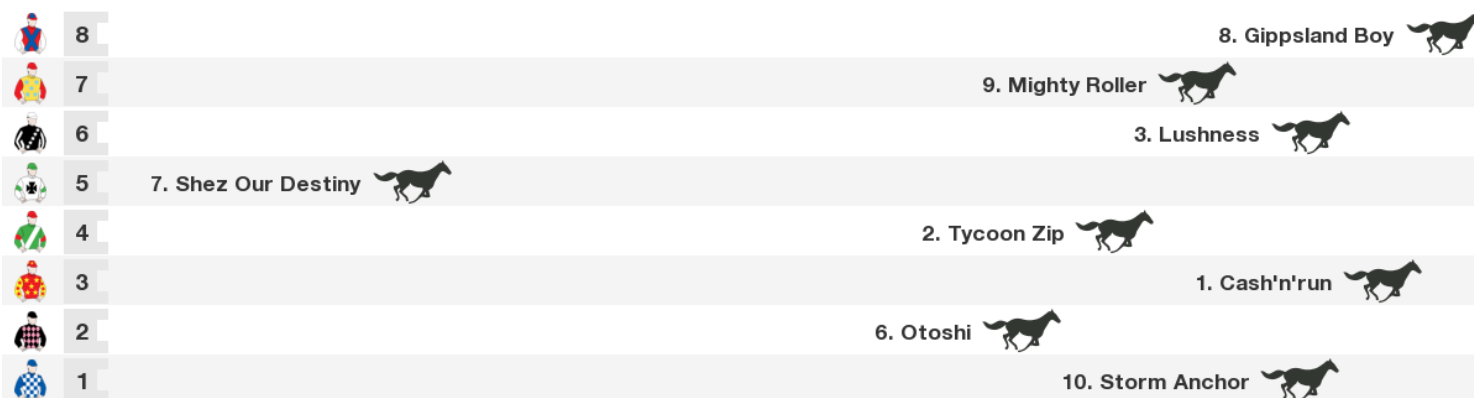 8 8. Gippsland Boy
7 9. Mighty Roller
6 3. Lushness
5 7. Shez Our Destiny
4 2. Tycoon Zip
3 1. Cash'n'run
2 6. Otoshi
1 10. Storm Anchor